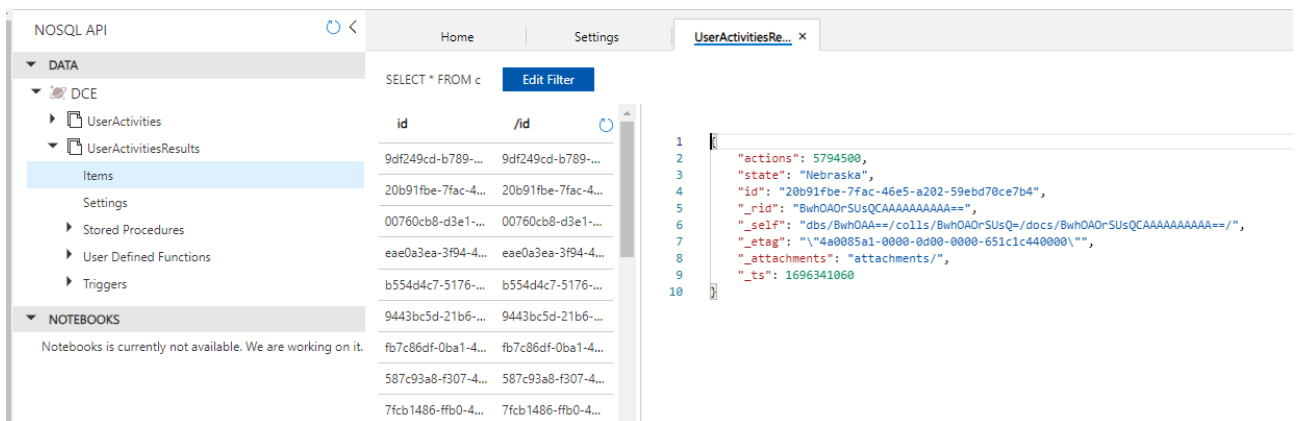 NOSQL API
DATA
DCE
UserActivities
UserActivitiesResults
Items
Settings
Stored Procedures
User Defined Functions
Triggers
NOTEBOOKS
Notebooks is currently not available. We are working on it.
Home Settings UserActivitiesRe... ×
SELECT * FROM c Edit Filter
id /id
9df249cd-b789-... 9df249cd-b789-...
20b91fbe-7fac-4... 20b91fbe-7fac-4...
00760cb8-d3e1-... 00760cb8-d3e1-...
eae0a3ea-3f94-4... eae0a3ea-3f94-4...
b554d4c7-5176-... b554d4c7-5176-...
9443bc5d-21b6-... 9443bc5d-21b6-...
fb7c86df-0ba1-4... fb7c86df-0ba1-4...
587c93a8-f307-4... 587c93a8-f307-4...
7fcb1486-ffb0-4... 7fcb1486-ffb0-4...
1 {
2 "actions": 5794500,
3 "state": "Nebraska",
4 "id": "20b91fbe-7fac-46e5-a202-59ebd70ce7b4",
5 "_rid": "BwhOAOrSUsQCAAAAAAAAAA==",
6 "_self": "dbs/BwhOAA==/colls/BwhOAOrSUsQ=/docs/BwhOAOrSUsQCAAAAAAAAAA==/",
7 "_etag": "\"4a0085a1-0000-0d00-0000-651c1c440000\"",
8 "_attachments": "attachments/",
9 "_ts": 1696341060
10 }